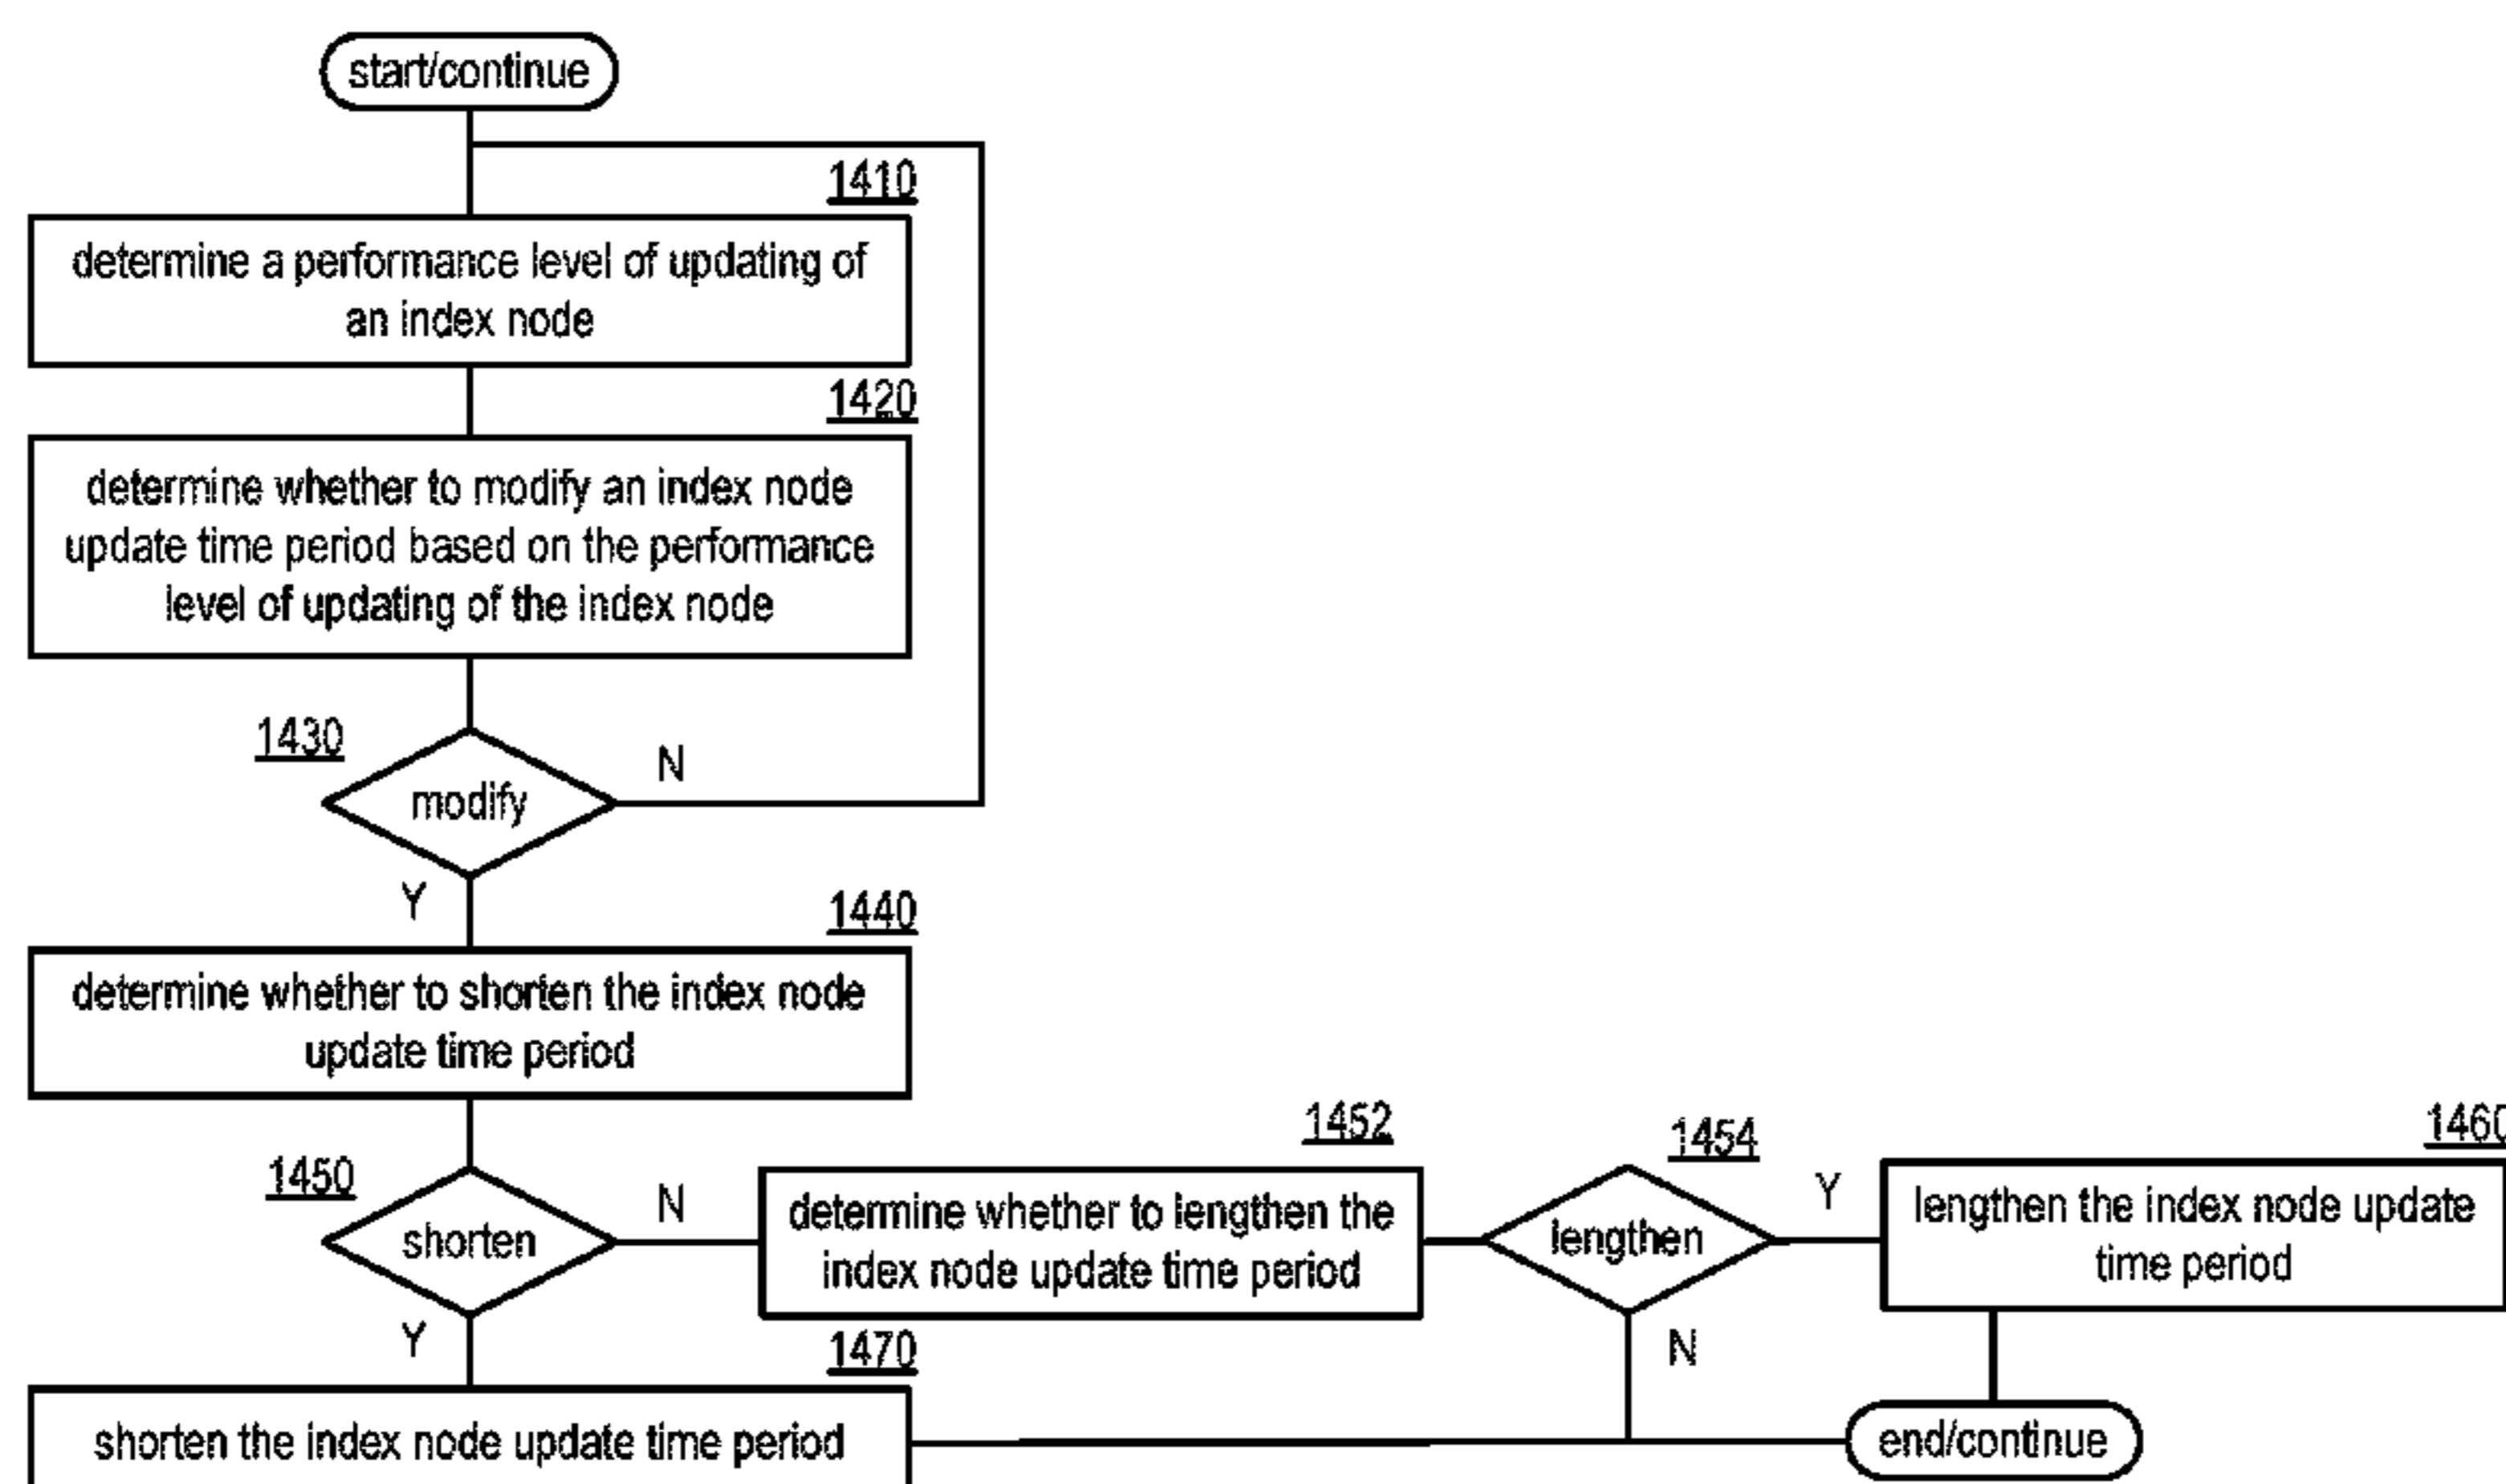 start/continue
1410
determine a performance level of updating of
an index node
1420
determine whether to modify an index node
update time period based on the performance
level of updating of the index node
1430
modify
N
Y
1440
determine whether to shorten the index node
update time period
1450
shorten
N
Y
1452
determine whether to lengthen the
index node update time period
1454
lengthen
Y
N
1460
lengthen the index node update
time period
1470
shorten the index node update time period
end/continue